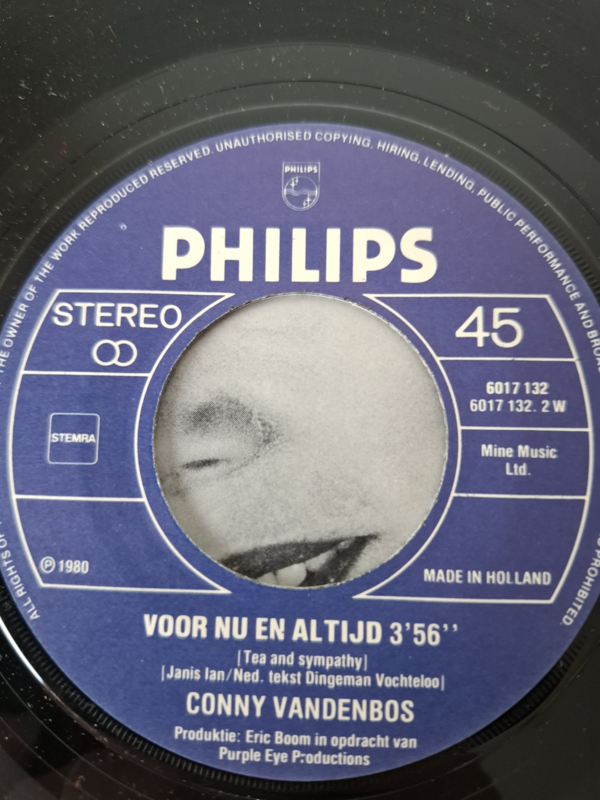 ALL RIGHTS OF THE OWNER OF THE WORK REPRODUCED RESERVED. UNAUTHORISED COPYING, HIRING, LENDING, PUBLIC PERFORMANCE AND BROA PROHIBITED.
PHILIPS
PHILIPS
STEREO
45
6017 132
6017 132. 2 W
STEMRA
Mine Music
Ltd.
℗ 1980
MADE IN HOLLAND
VOOR NU EN ALTIJD 3'56''
|Tea and sympathy|
|Janis Ian/Ned. tekst Dingeman Vochteloo|
CONNY VANDENBOS
Produktie: Eric Boom in opdracht van
Purple Eye Productions